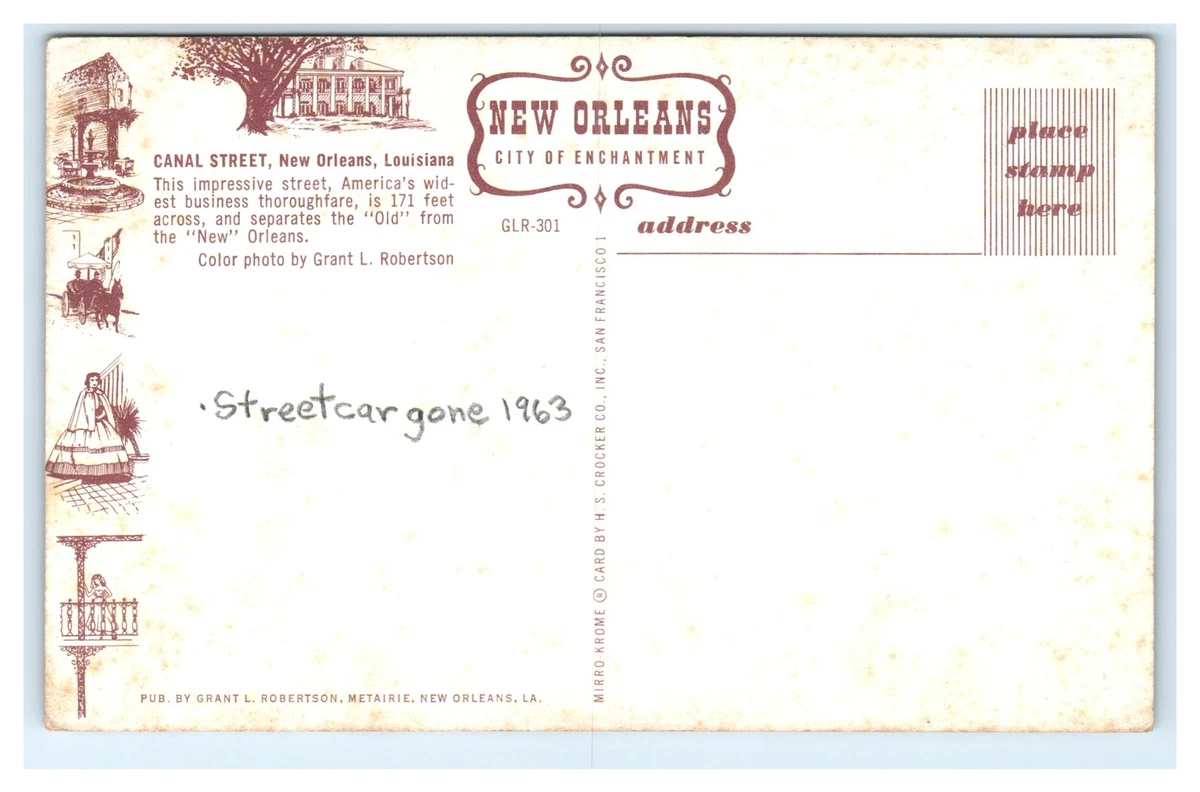 CANAL STREET, New Orleans, Louisiana
This impressive street, America's wid-
est business thoroughfare, is 171 feet
across, and separates the "Old" from
the "New" Orleans.
Color photo by Grant L. Robertson
NEW ORLEANS
CITY OF ENCHANTMENT
GLR-301
address
place
stamp
here
·Streetcar gone 1963
MIRRO-KROME ® CARD BY H. S. CROCKER CO., INC., SAN FRANCISCO 1
PUB. BY GRANT L. ROBERTSON, METAIRIE, NEW ORLEANS, LA.